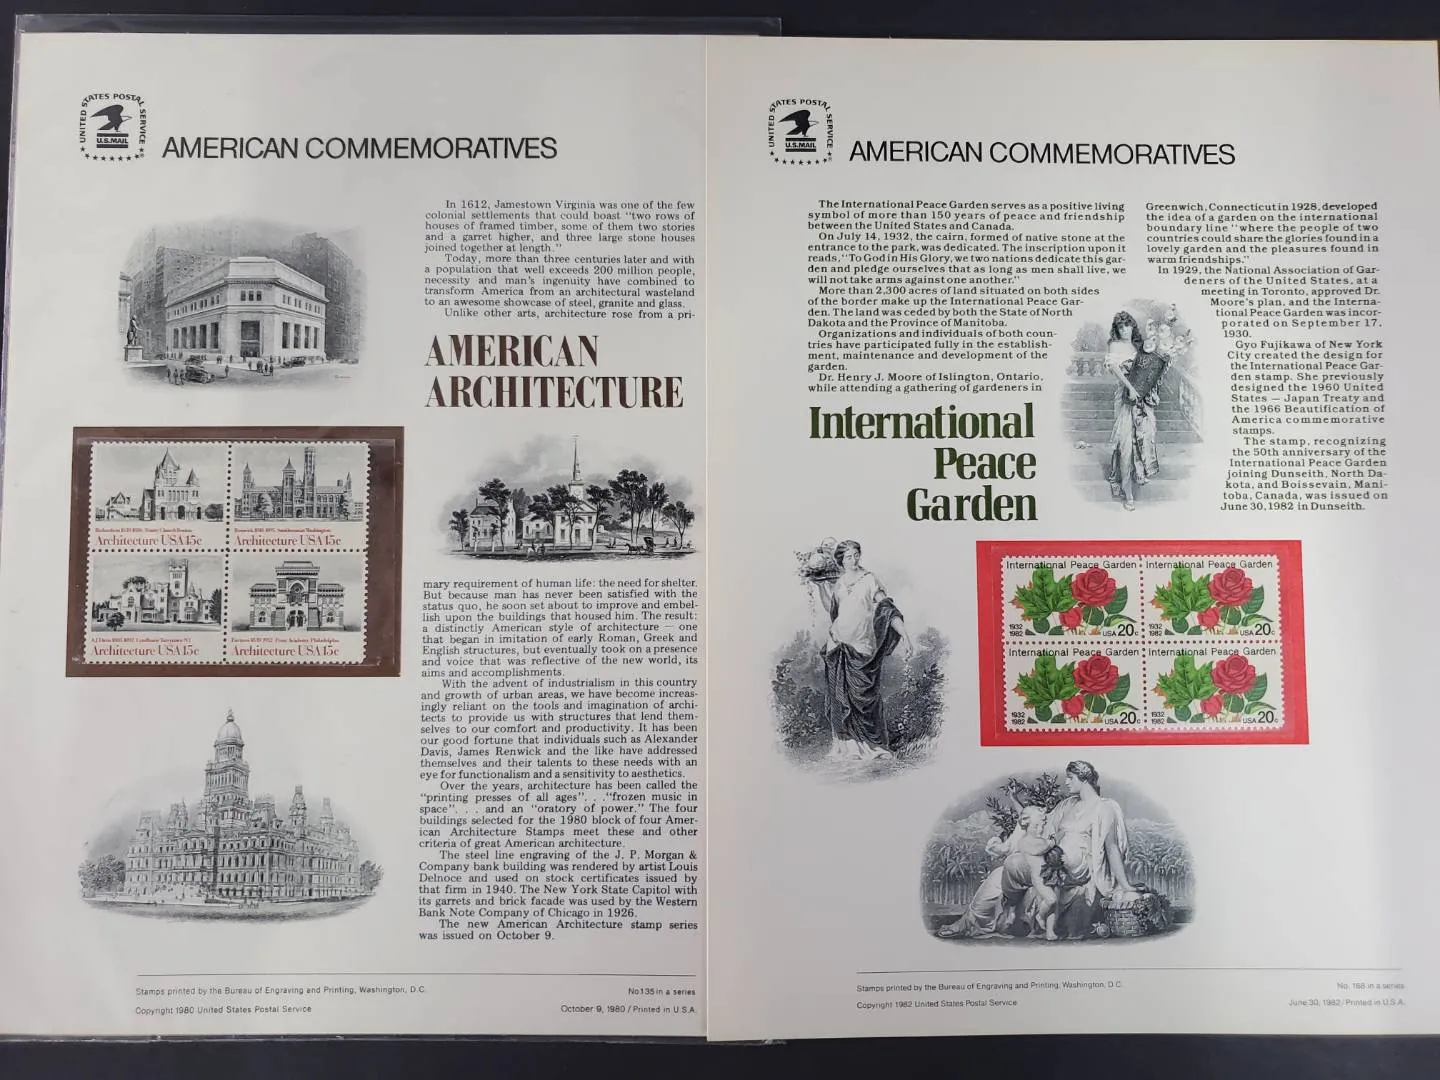 UNITED STATES POSTAL SERVICE
U.S.MAIL
AMERICAN COMMEMORATIVES
In 1612, Jamestown Virginia was one of the few
colonial settlements that could boast "two rows of
houses of framed timber, some of them two stories
and a garret higher, and three large stone houses
joined together at length."
Today, more than three centuries later and with
a population that well exceeds 200 million people,
necessity and man's ingenuity have combined to
transform America from an architectural wasteland
to an awesome showcase of steel, granite and glass.
Unlike other arts, architecture rose from a pri-
AMERICAN
ARCHITECTURE
Richardson 1838-1886 Trinity Church Boston
Architecture USA 15c
Renwick 1818-1895 Smithsonian Washington
Architecture USA 15c
AJ Davis 1803-1892 Lyndhurst Tarrytown NY
Architecture USA 15c
Furness 1839-1912 Penn Academy Philadelphia
Architecture USA 15c
mary requirement of human life: the need for shelter.
But because man has never been satisfied with the
status quo, he soon set about to improve and embel-
lish upon the buildings that housed him. The result:
a distinctly American style of architecture — one
that began in imitation of early Roman, Greek and
English structures, but eventually took on a presence
and voice that was reflective of the new world, its
aims and accomplishments.
With the advent of industrialism in this country
and growth of urban areas, we have become increas-
ingly reliant on the tools and imagination of archi-
tects to provide us with structures that lend them-
selves to our comfort and productivity. It has been
our good fortune that individuals such as Alexander
Davis, James Renwick and the like have addressed
themselves and their talents to these needs with an
eye for functionalism and a sensitivity to aesthetics.
Over the years, architecture has been called the
"printing presses of all ages". . ."frozen music in
space". . . and an "oratory of power." The four
buildings selected for the 1980 block of four Amer-
ican Architecture Stamps meet these and other
criteria of great American architecture.
The steel line engraving of the J. P. Morgan &
Company bank building was rendered by artist Louis
Delnoce and used on stock certificates issued by
that firm in 1940. The New York State Capitol with
its garrets and brick facade was used by the Western
Bank Note Company of Chicago in 1926.
The new American Architecture stamp series
was issued on October 9.
Stamps printed by the Bureau of Engraving and Printing, Washington, D.C.
No.135 in a series
Copyright 1980 United States Postal Service
October 9, 1980 / Printed in U.S.A.
UNITED STATES POSTAL SERVICE
U.S.MAIL
AMERICAN COMMEMORATIVES
The International Peace Garden serves as a positive living
symbol of more than 150 years of peace and friendship
between the United States and Canada.
On July 14, 1932, the cairn, formed of native stone at the
entrance to the park, was dedicated. The inscription upon it
reads, "To God in His Glory, we two nations dedicate this gar-
den and pledge ourselves that as long as men shall live, we
will not take arms against one another."
More than 2,300 acres of land situated on both sides
of the border make up the International Peace Gar-
den. The land was ceded by both the State of North
Dakota and the Province of Manitoba.
Organizations and individuals of both coun-
tries have participated fully in the establish-
ment, maintenance and development of the
garden.
Dr. Henry J. Moore of Islington, Ontario,
while attending a gathering of gardeners in
Greenwich, Connecticut in 1928, developed
the idea of a garden on the international
boundary line "where the people of two
countries could share the glories found in a
lovely garden and the pleasures found in
warm friendships."
In 1929, the National Association of Gar-
deners of the United States, at a
meeting in Toronto, approved Dr.
Moore's plan, and the Interna-
tional Peace Garden was incor-
porated on September 17,
1930.
Gyo Fujikawa of New York
City created the design for
the International Peace Gar-
den stamp. She previously
designed the 1960 United
States — Japan Treaty and
the 1966 Beautification of
America commemorative
stamps.
The stamp, recognizing
the 50th anniversary of the
International Peace Garden
joining Dunseith, North Da-
kota, and Boissevain, Mani-
toba, Canada, was issued on
June 30, 1982 in Dunseith.
International
Peace
Garden
International Peace Garden
1932
1982
USA 20c
International Peace Garden
1932
1982
USA 20c
International Peace Garden
1932
1982
USA 20c
International Peace Garden
1932
1982
USA 20c
Stamps printed by the Bureau of Engraving and Printing, Washington, D.C.
No. 168 in a series
Copyright 1982 United States Postal Service
June 30, 1982 / Printed in U.S.A.